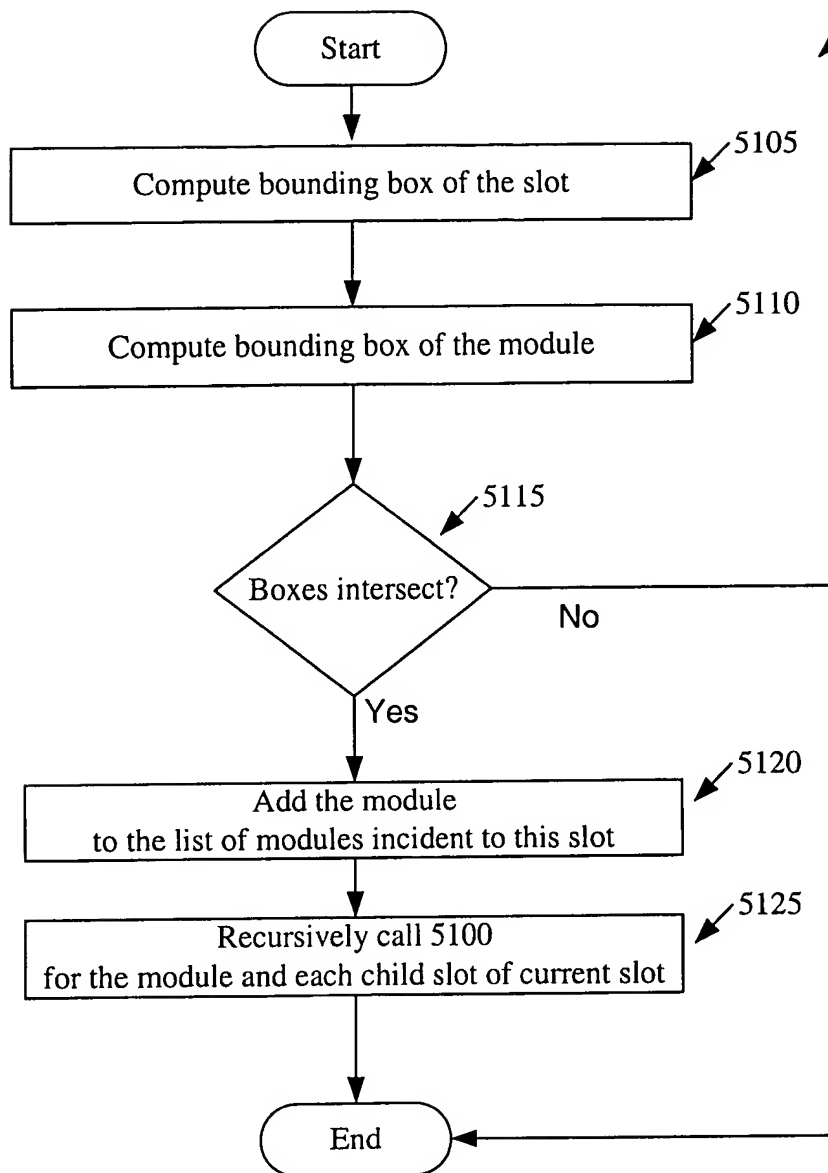 Start
5105
Compute bounding box of the slot
5110
Compute bounding box of the module
5115
Boxes intersect?
No
Yes
5120
Add the module
to the list of modules incident to this slot
5125
Recursively call 5100
for the module and each child slot of current slot
End